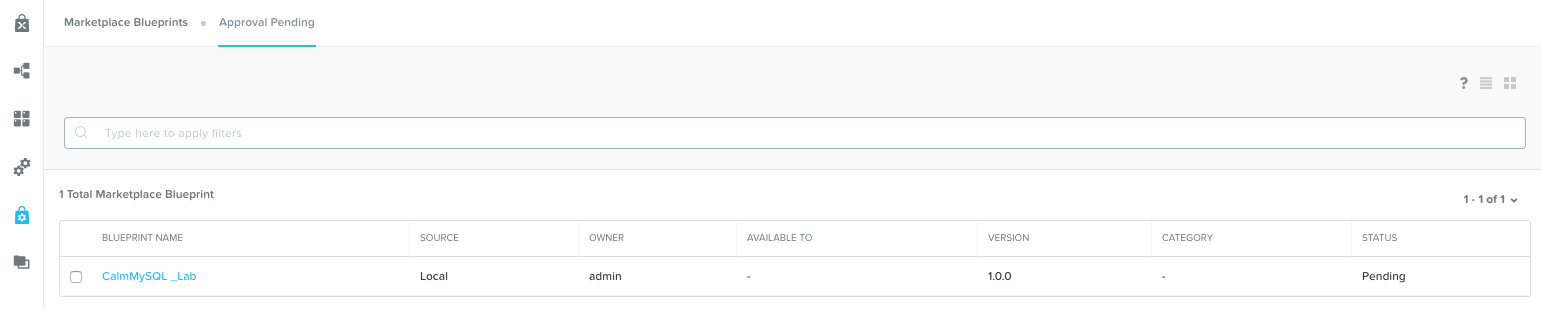 Marketplace Blueprints • Approval Pending
?
Type here to apply filters
1 Total Marketplace Blueprint
1 - 1 of 1
BLUEPRINT NAME SOURCE OWNER AVAILABLE TO VERSION CATEGORY STATUS
CalmMySQL _Lab Local admin - 1.0.0 - Pending